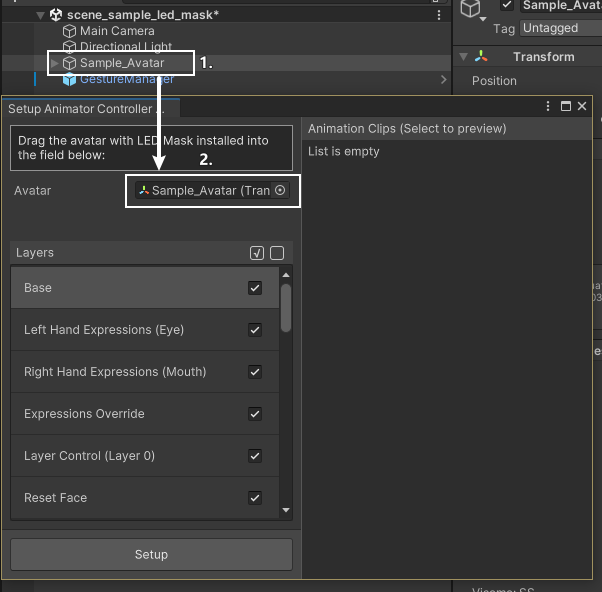 scene_sample_led_mask*
Main Camera
Directional Light
Sample_Avatar
1.
GestureManager
Sample_Avata
Tag Untagged
Transform
Position
Setup Animator Controller ..
Drag the avatar with LED Mask installed into
the field below:
2.
Avatar
Sample_Avatar (Tran
Layers
Base
Left Hand Expressions (Eye)
Right Hand Expressions (Mouth)
Expressions Override
Layer Control (Layer 0)
Reset Face
Setup
Animation Clips (Select to preview)
List is empty